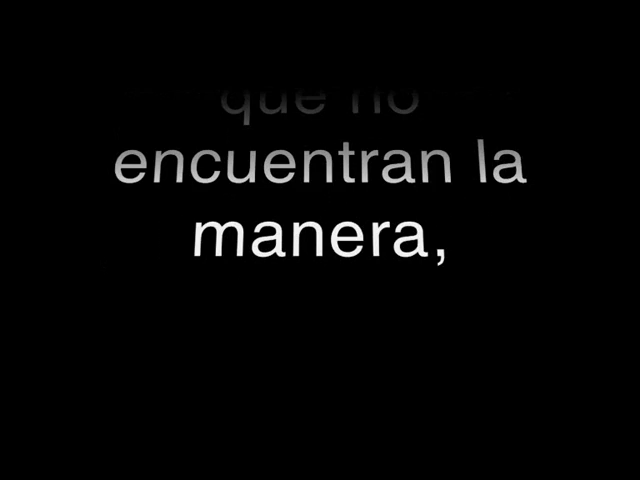 que no
encuentran la
manera,